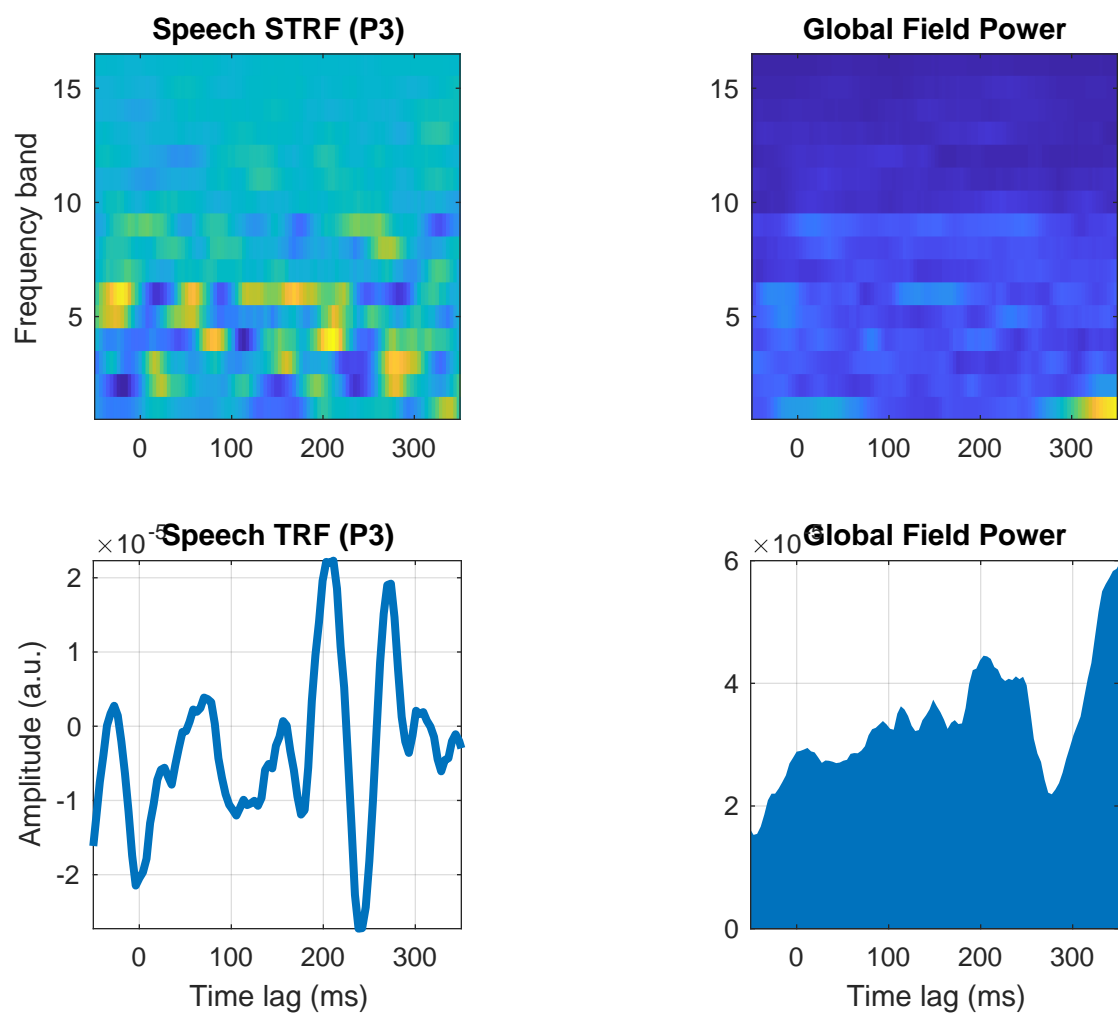 Speech STRF (P3)
Frequency band
15
10
5
0 100 200 300
Global Field Power
15
10
5
0 100 200 300
×10⁻⁵
Speech TRF (P3)
Amplitude (a.u.)
2
1
0
-1
-2
0 100 200 300
Time lag (ms)
×10⁻⁵
Global Field Power
6
4
2
0
0 100 200 300
Time lag (ms)